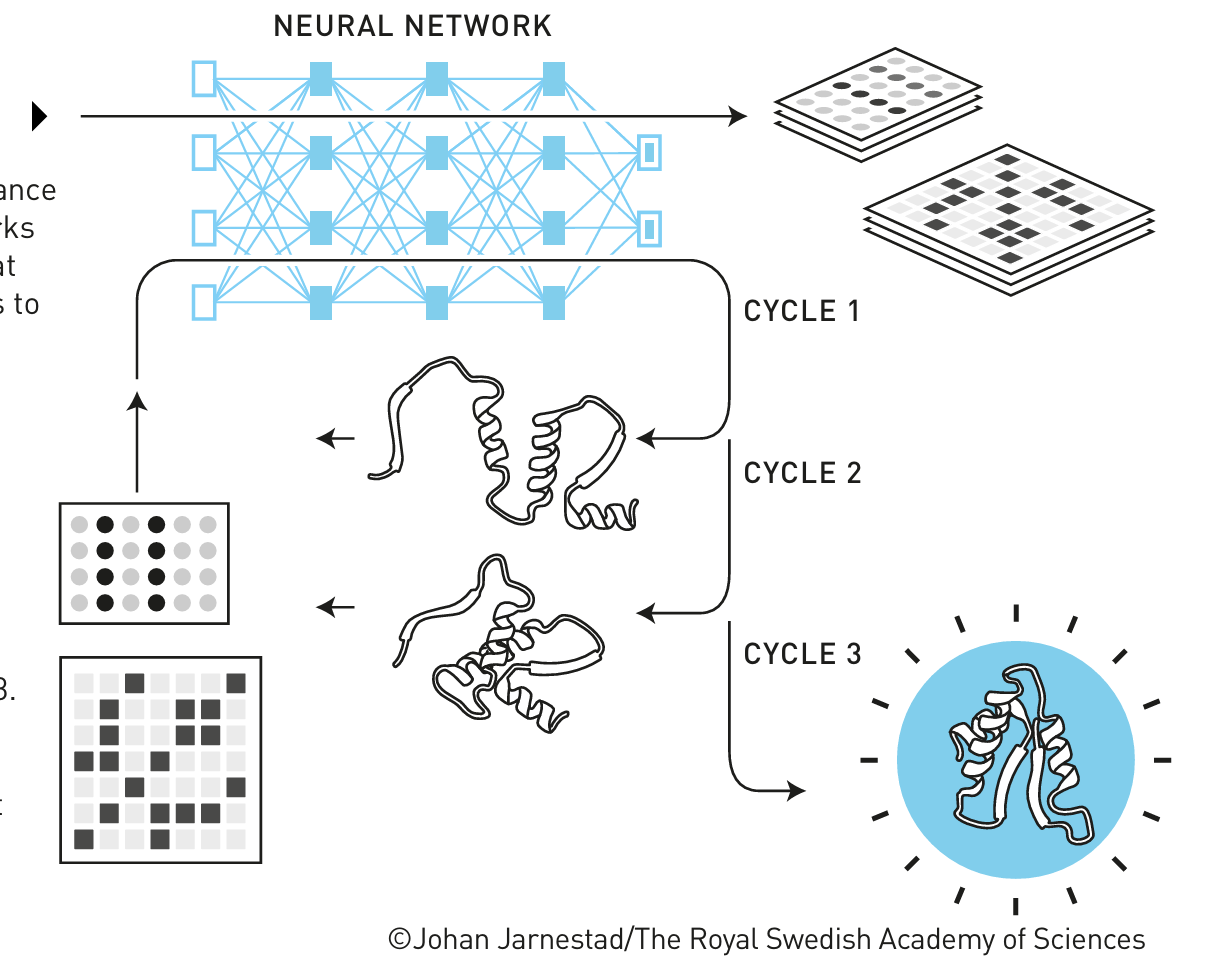 NEURAL NETWORK
ance
rks
at
s to
CYCLE 1
CYCLE 2
CYCLE 3
3.
t
©Johan Jarnestad/The Royal Swedish Academy of Sciences